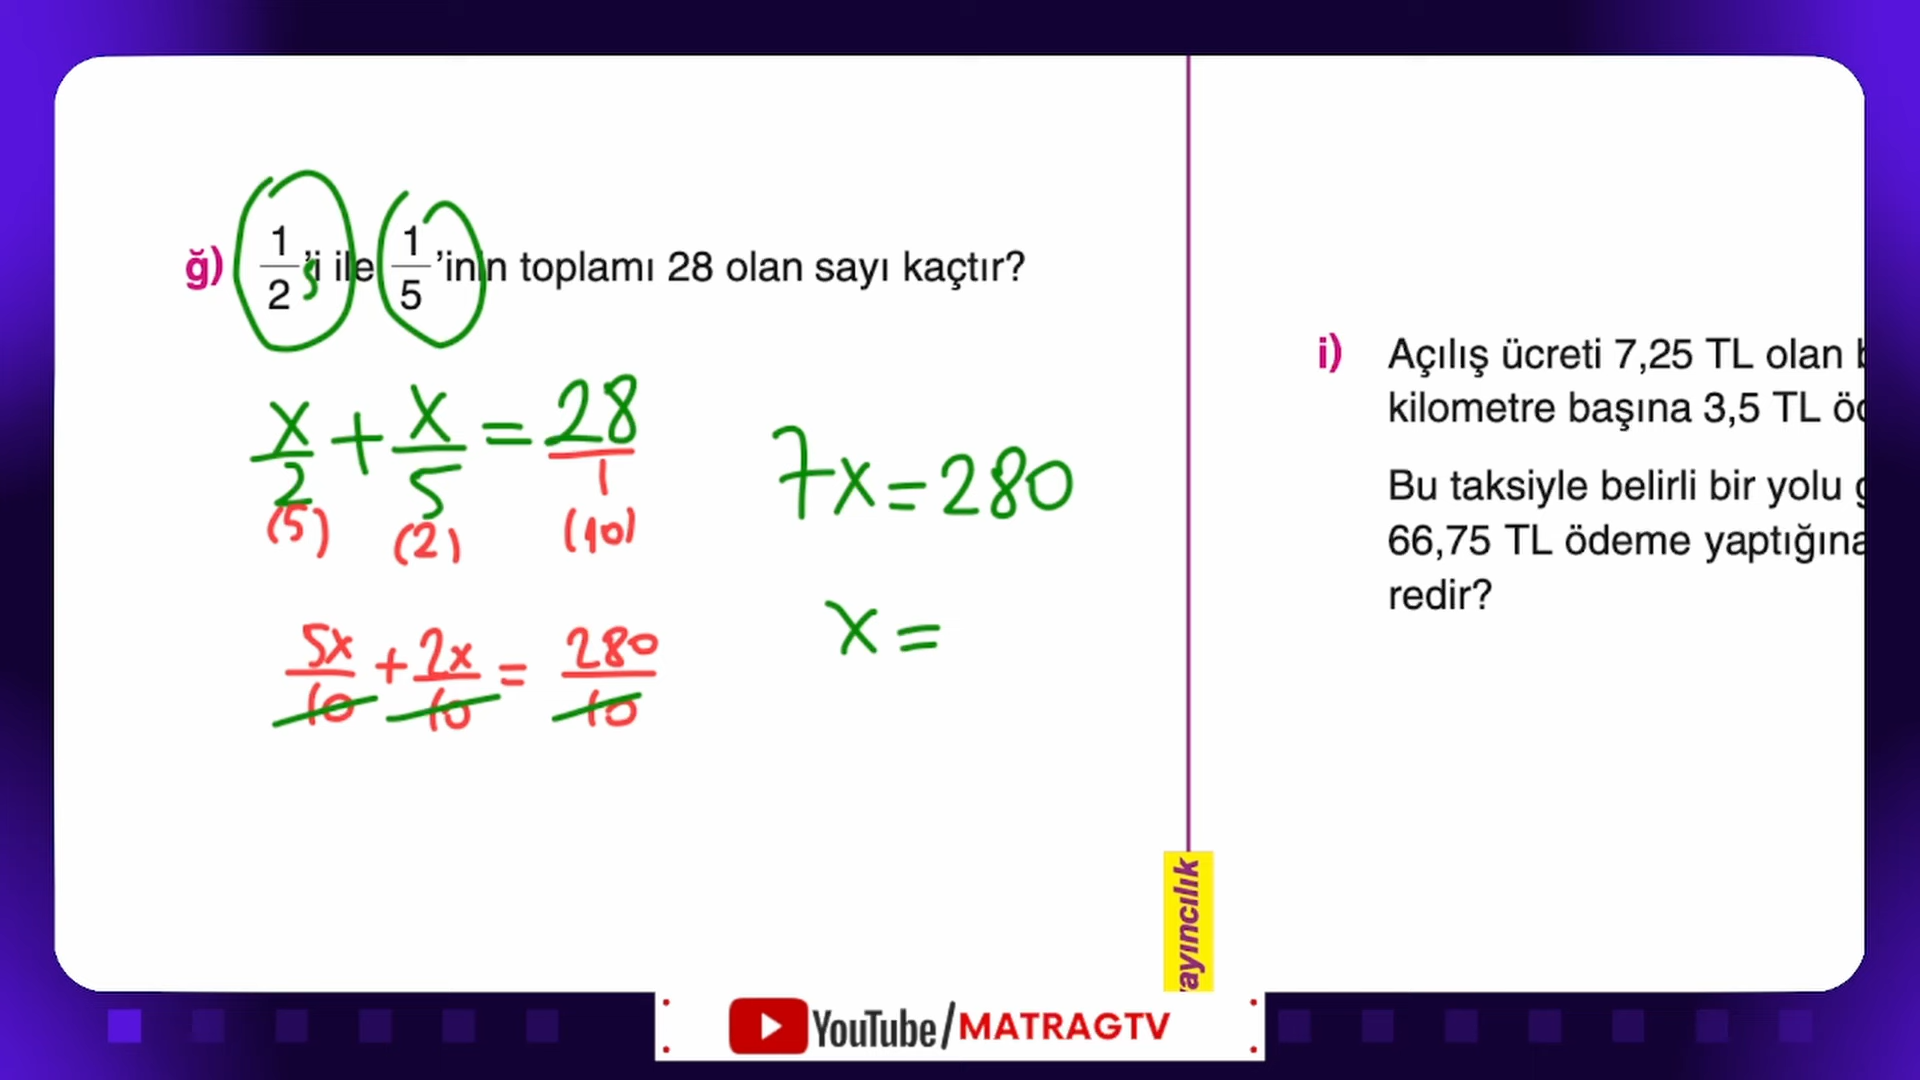 ğ) 1/2 'i ile 1/5 'inin toplamı 28 olan sayı kaçtır?
x/2 + x/5 = 28/1
(5) (2) (10)
5x/10 + 2x/10 = 280/10
7x = 280
x =
i) Açılış ücreti 7,25 TL olan
kilometre başına 3,5 TL
Bu taksiyle belirli bir yolu
66,75 TL ödeme yaptığına
redir?
ayıncılık
YouTube/MATRAGTV